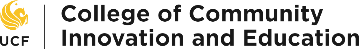 UCF
College of Community
Innovation and Education